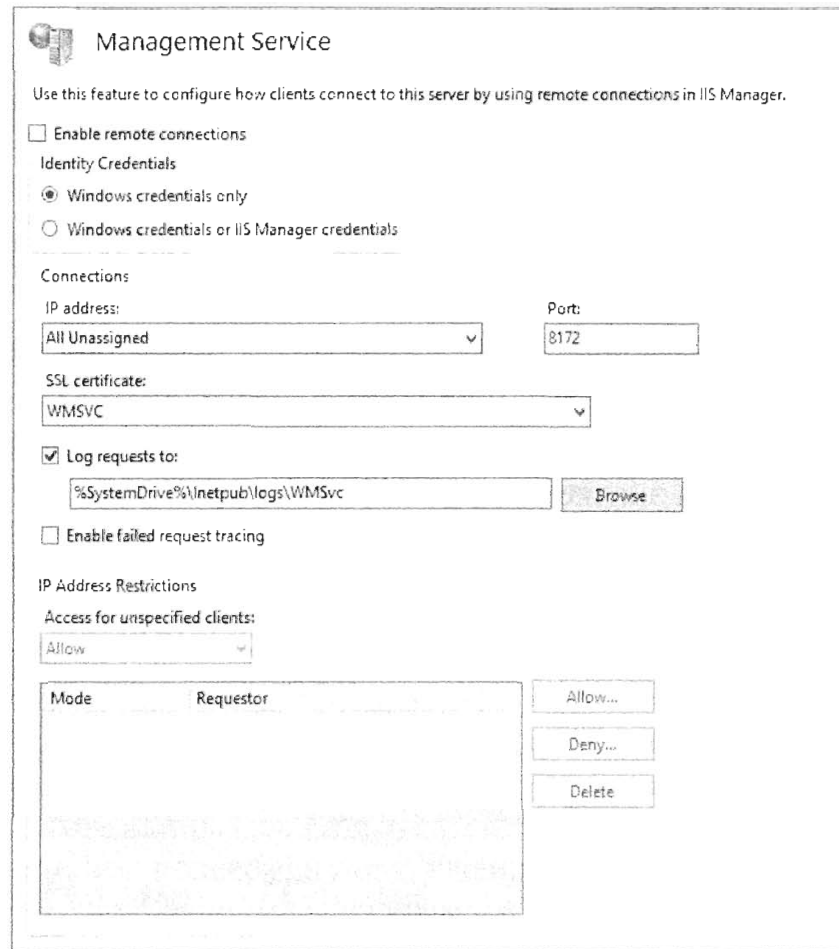 Management Service
Use this feature to configure how clients connect to this server by using remote connections in IIS Manager.
Enable remote connections
Identity Credentials
Windows credentials only
Windows credentials or IIS Manager credentials
Connections
IP address: Port:
All Unassigned 8172
SSL certificate:
WMSVC
Log requests to:
%SystemDrive%\Inetpub\logs\WMSvc Browse
Enable failed request tracing
IP Address Restrictions
Access for unspecified clients:
Allow
Mode Requestor Allow...
Deny...
Delete